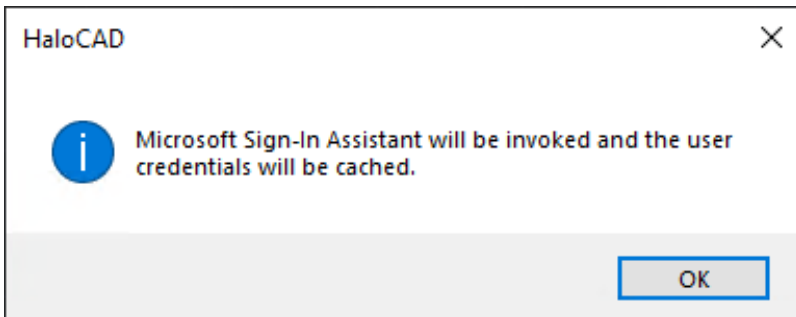 HaloCAD
Microsoft Sign-In Assistant will be invoked and the user
credentials will be cached.
OK